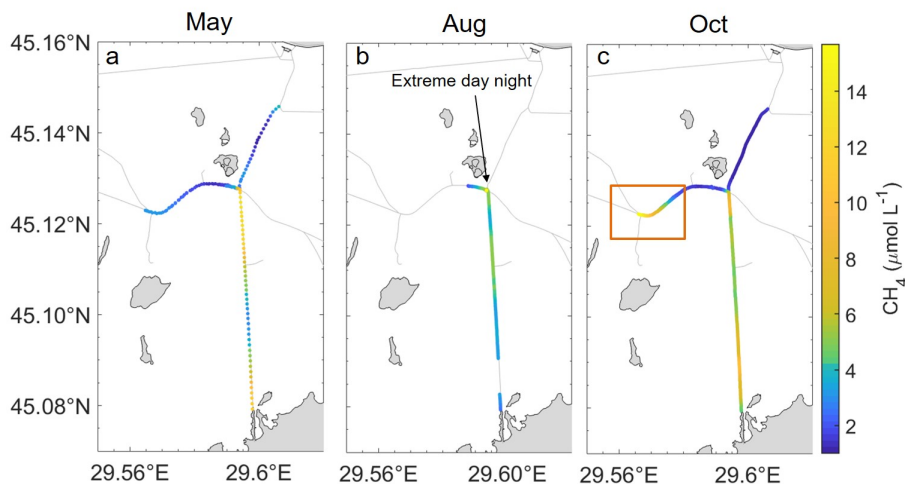 May
Aug
Oct
45.16°N
45.14°N
45.12°N
45.10°N
45.08°N
a
b
c
Extreme day night
29.56°E
29.6°E
29.56°E
29.60°E
29.56°E
29.6°E
14
12
10
8
6
4
2
CH₄ (μmol L⁻¹)